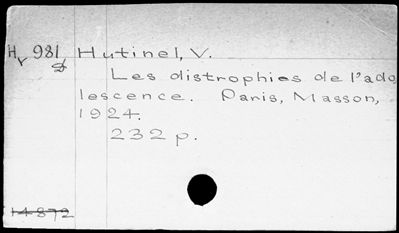 Hv 981 Hutinel, V.
d
Les distrophies de l'ado
lescence. Paris, Masson,
1924.
232 p.
14872